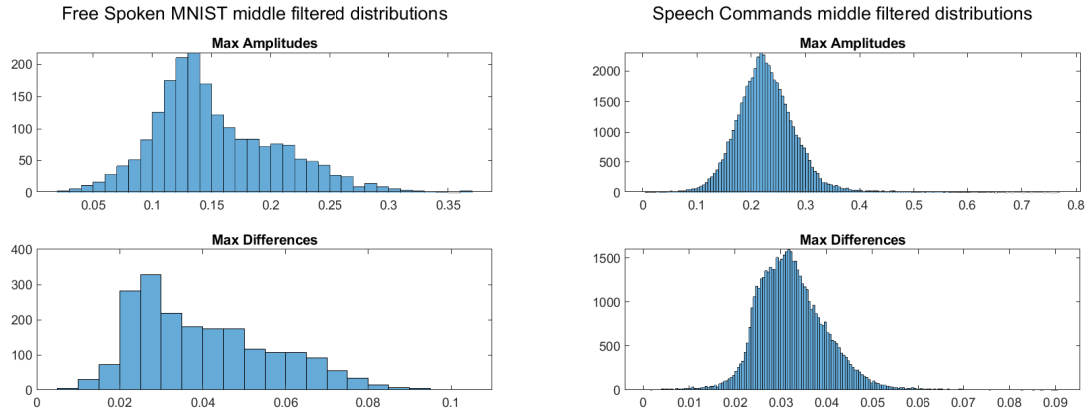 Free Spoken MNIST middle filtered distributions
Max Amplitudes
200
150
100
50
0
0.05 0.1 0.15 0.2 0.25 0.3 0.35
Max Differences
400
300
200
100
0
0 0.02 0.04 0.06 0.08 0.1
Speech Commands middle filtered distributions
Max Amplitudes
2000
1500
1000
500
0
0 0.1 0.2 0.3 0.4 0.5 0.6 0.7 0.8
Max Differences
1500
1000
500
0
0 0.01 0.02 0.03 0.04 0.05 0.06 0.07 0.08 0.09